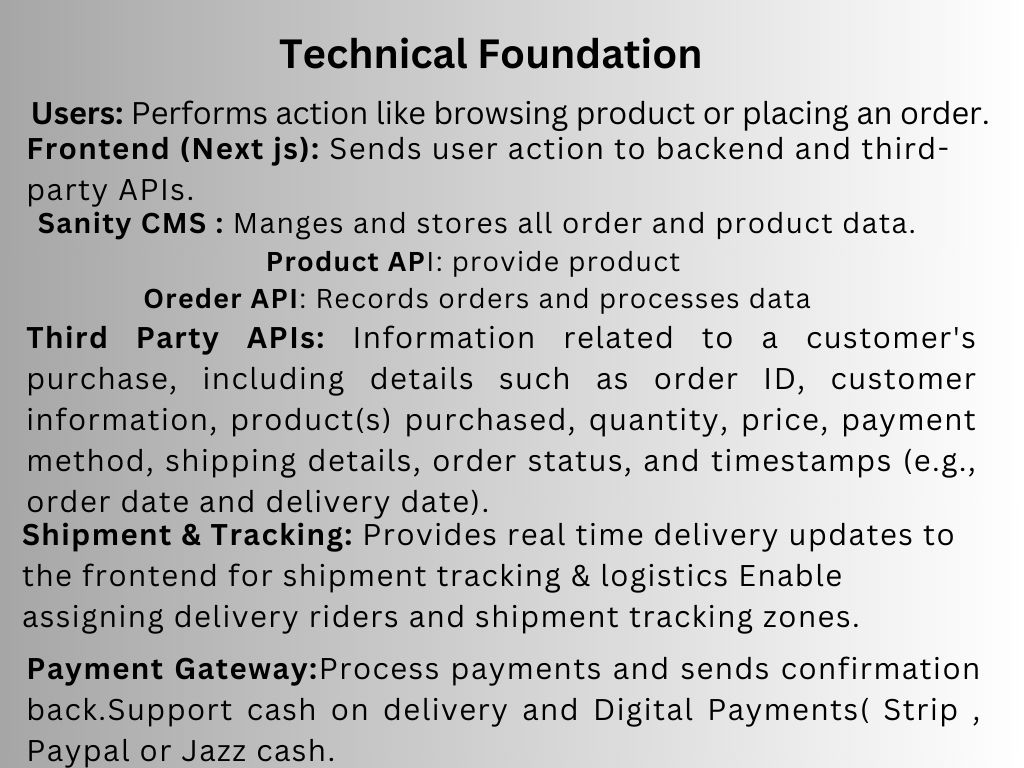 Technical Foundation
Users: Performs action like browsing product or placing an order.
Frontend (Next js): Sends user action to backend and third-
party APIs.
Sanity CMS : Manges and stores all order and product data.
Product API: provide product
Oreder API: Records orders and processes data
Third Party APIs: Information related to a customer's
purchase, including details such as order ID, customer
information, product(s) purchased, quantity, price, payment
method, shipping details, order status, and timestamps (e.g.,
order date and delivery date).
Shipment & Tracking: Provides real time delivery updates to
the frontend for shipment tracking & logistics Enable
assigning delivery riders and shipment tracking zones.
Payment Gateway:Process payments and sends confirmation
back.Support cash on delivery and Digital Payments( Strip ,
Paypal or Jazz cash.